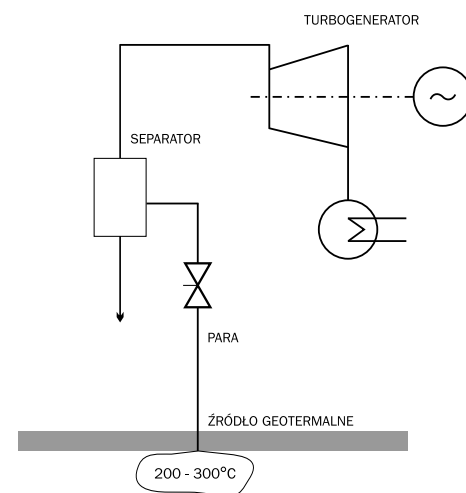 TURBOGENERATOR
SEPARATOR
PARA
ŹRÓDŁO GEOTERMALNE
200 - 300°C